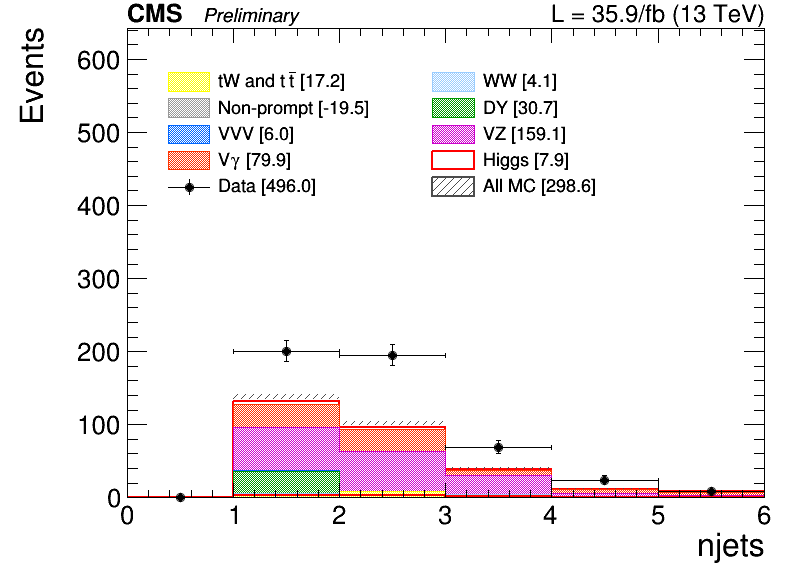 CMS Preliminary L = 35.9/fb (13 TeV)
Events
600
500
400
300
200
100
0
tW and t t̄ [17.2]
Non-prompt [-19.5]
VVV [6.0]
Vγ [79.9]
Data [496.0]
WW [4.1]
DY [30.7]
VZ [159.1]
Higgs [7.9]
All MC [298.6]
0 1 2 3 4 5 6
njets